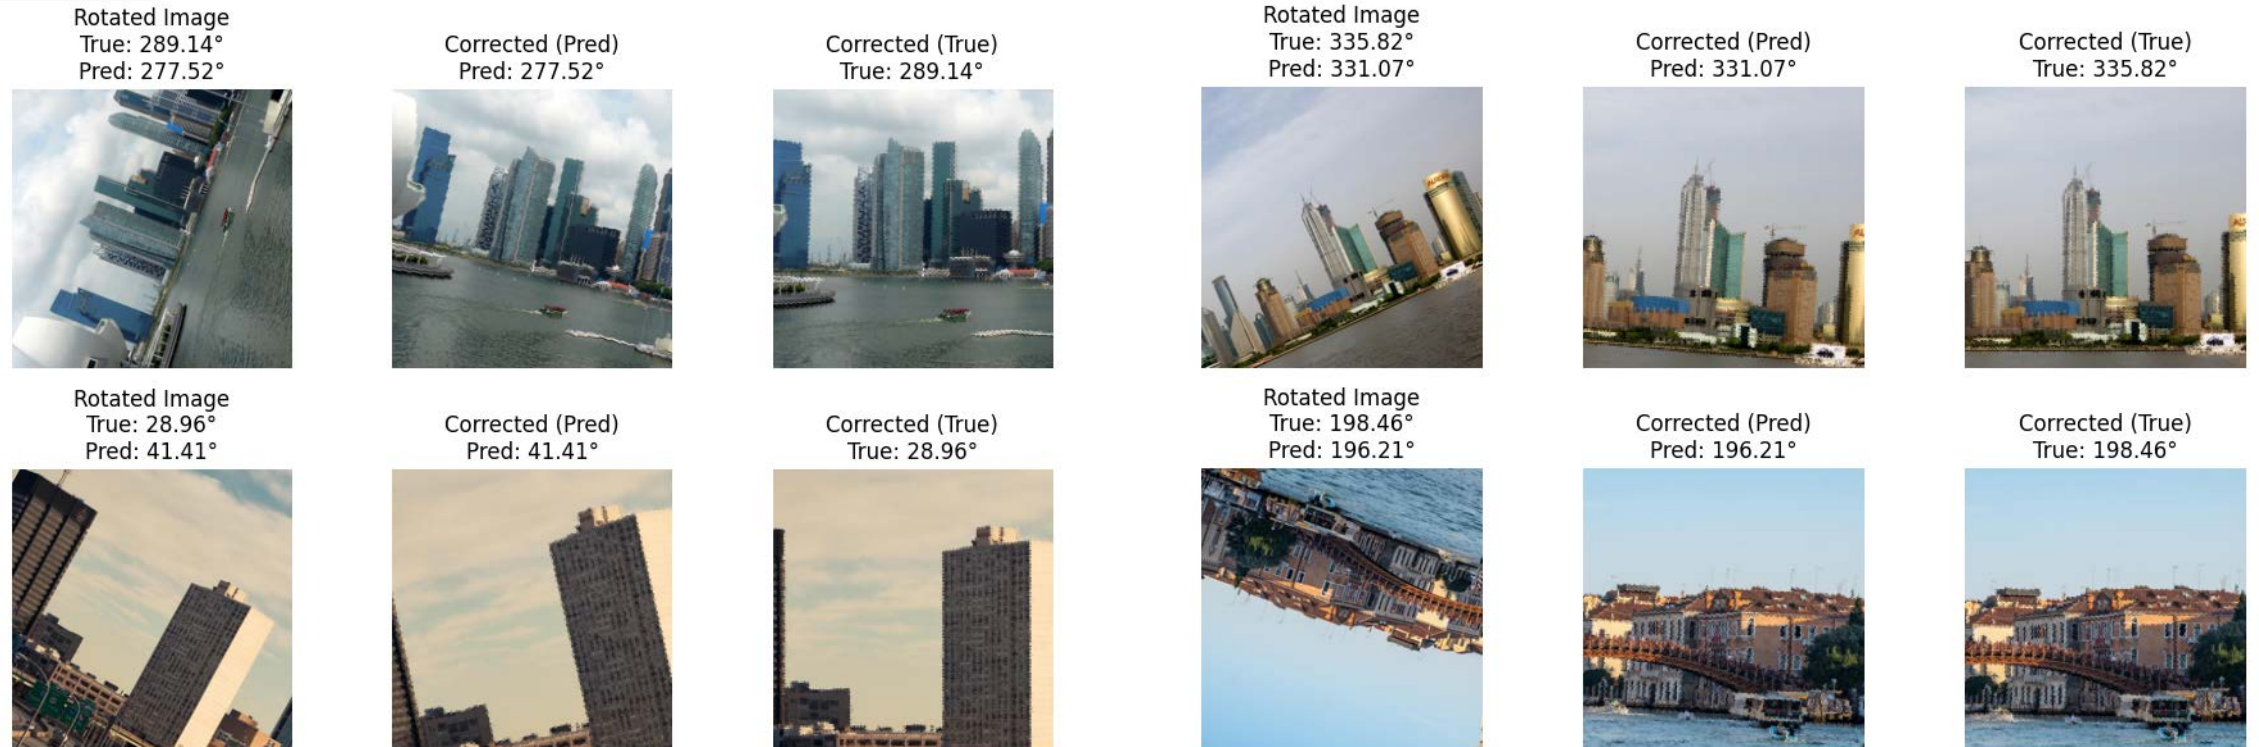 Rotated Image
True: 289.14°
Pred: 277.52°
Corrected (Pred)
Pred: 277.52°
Corrected (True)
True: 289.14°
Rotated Image
True: 335.82°
Pred: 331.07°
Corrected (Pred)
Pred: 331.07°
Corrected (True)
True: 335.82°
Rotated Image
True: 28.96°
Pred: 41.41°
Corrected (Pred)
Pred: 41.41°
Corrected (True)
True: 28.96°
Rotated Image
True: 198.46°
Pred: 196.21°
Corrected (Pred)
Pred: 196.21°
Corrected (True)
True: 198.46°